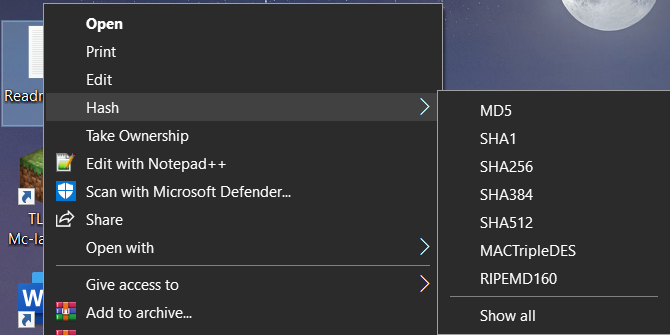 Open
Print
Edit
Hash
Take Ownership
Edit with Notepad++
Scan with Microsoft Defender...
Share
Open with
Give access to
Add to archive...
MD5
SHA1
SHA256
SHA384
SHA512
MACTripleDES
RIPEMD160
Show all
Readm
TL
Mc-la
W